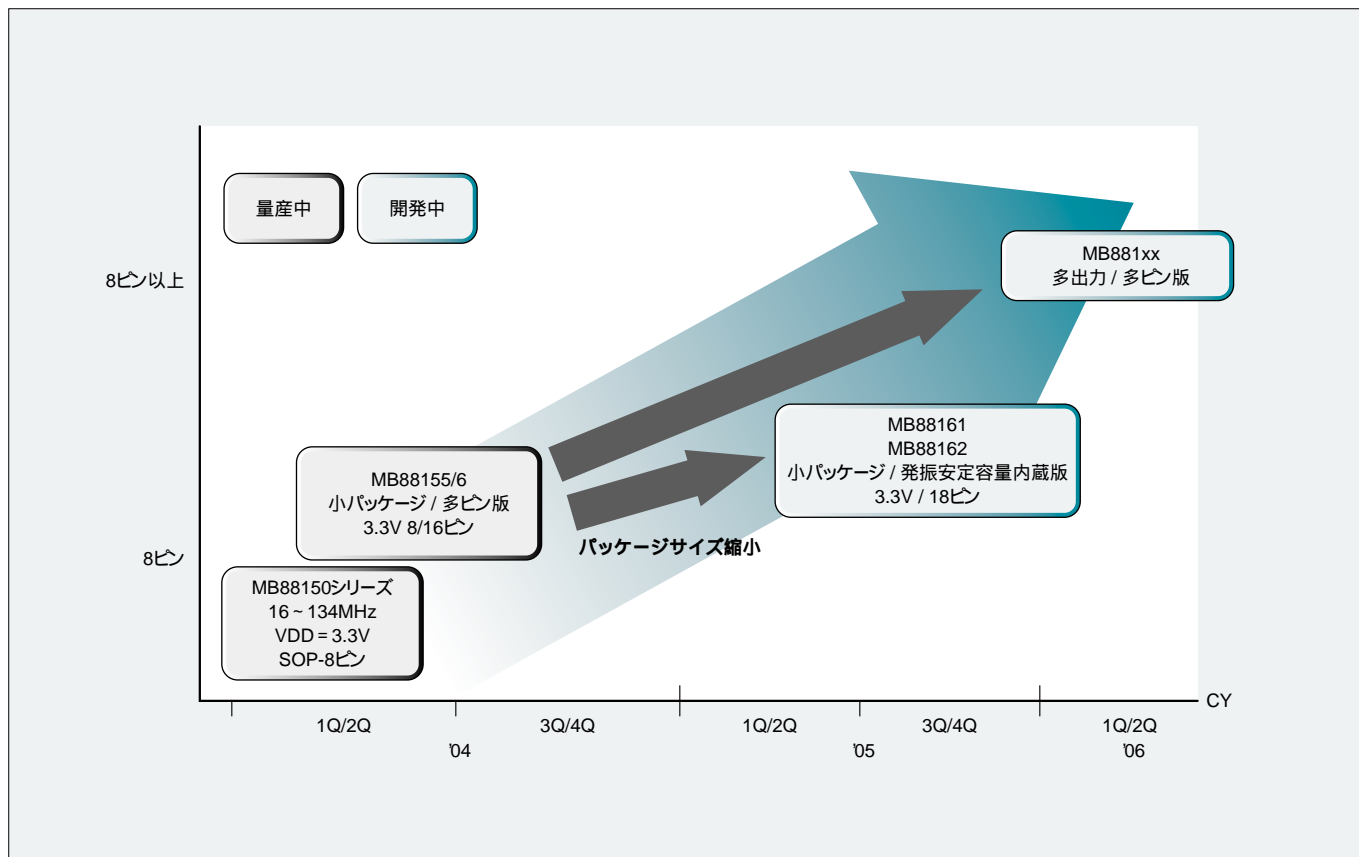 量産中
開発中
8ピン以上
MB881xx
多出力 / 多ピン版
MB88161
MB88162
小パッケージ / 発振安定容量内蔵版
3.3V / 18ピン
MB88155/6
小パッケージ / 多ピン版
3.3V 8/16ピン
パッケージサイズ縮小
8ピン
MB88150シリーズ
16 ~ 134MHz
VDD = 3.3V
SOP-8ピン
CY
1Q/2Q
3Q/4Q
1Q/2Q
3Q/4Q
1Q/2Q
'04
'05
'06